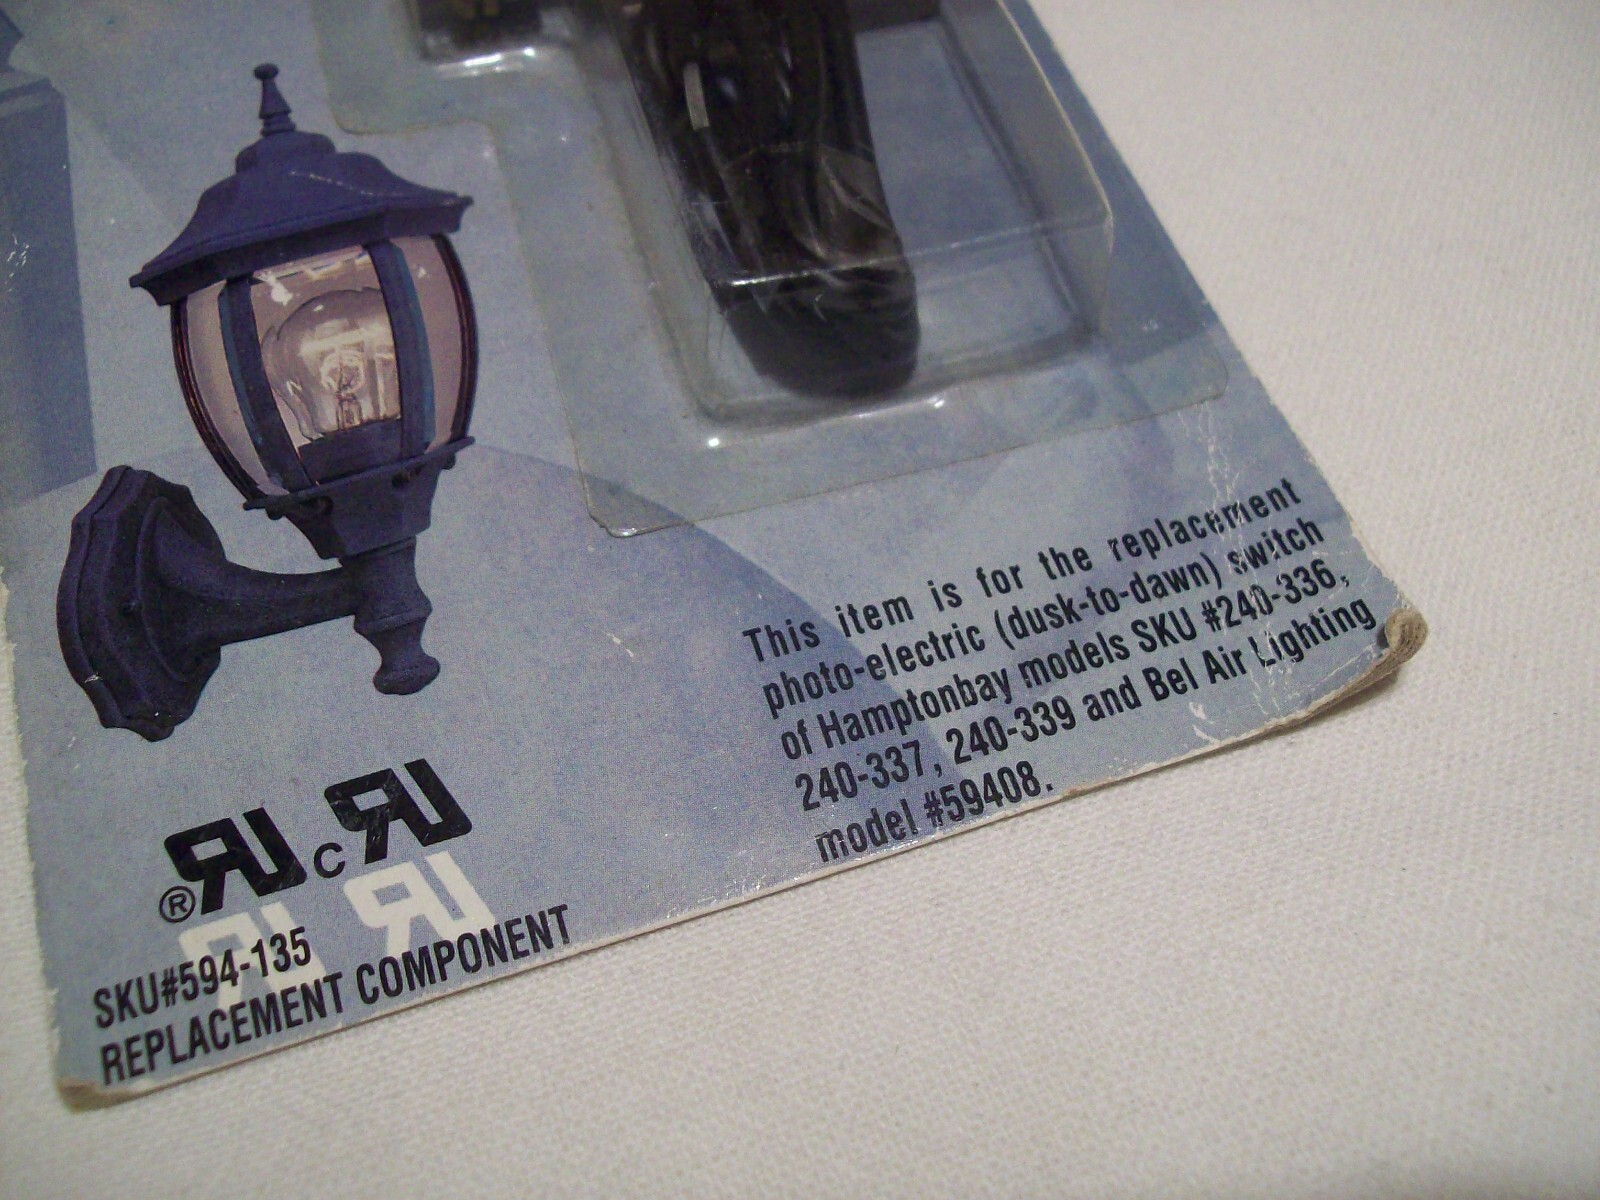 This item is for the replacement
photo-electric (dusk-to-dawn) switch
of Hamptonbay models SKU #240-336,
240-337, 240-339 and Bel Air Lighting
model #59408.
®
c
SKU#594-135
REPLACEMENT COMPONENT